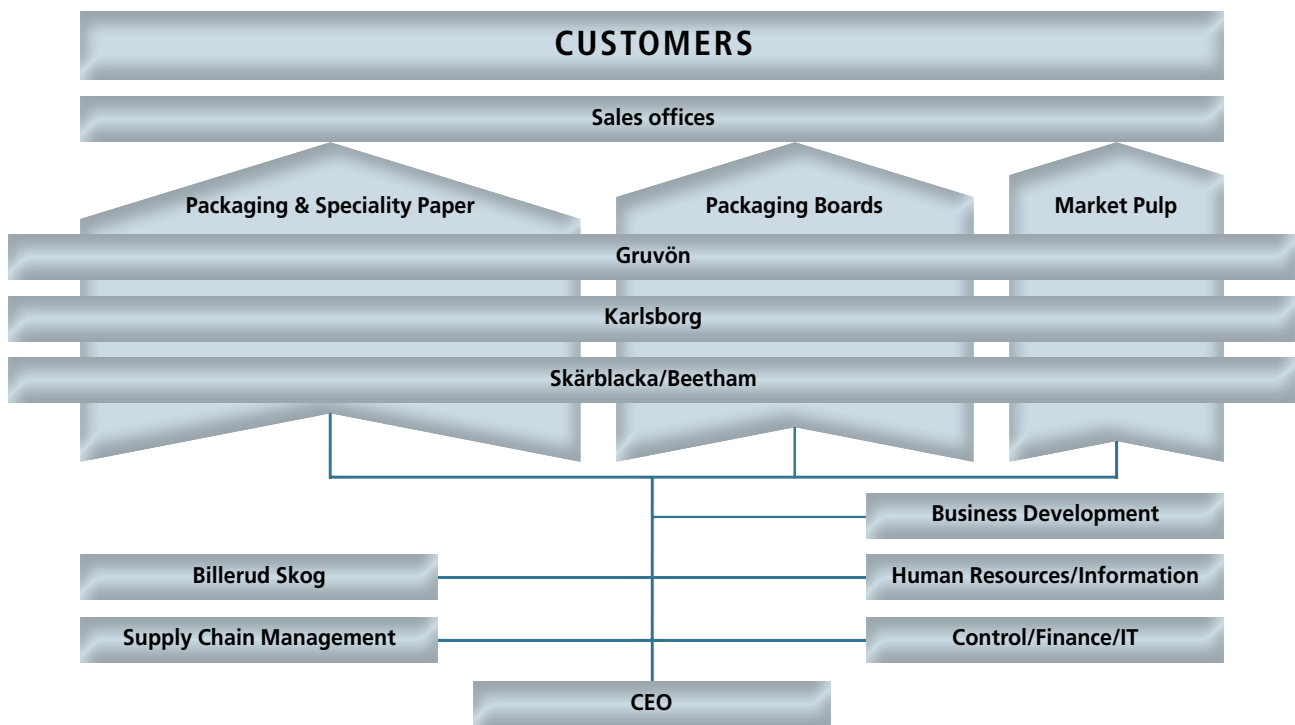 CUSTOMERS
Sales offices
Packaging & Speciality Paper
Packaging Boards
Market Pulp
Gruvön
Karlsborg
Skärblacka/Beetham
Business Development
Billerud Skog
Human Resources/Information
Supply Chain Management
Control/Finance/IT
CEO